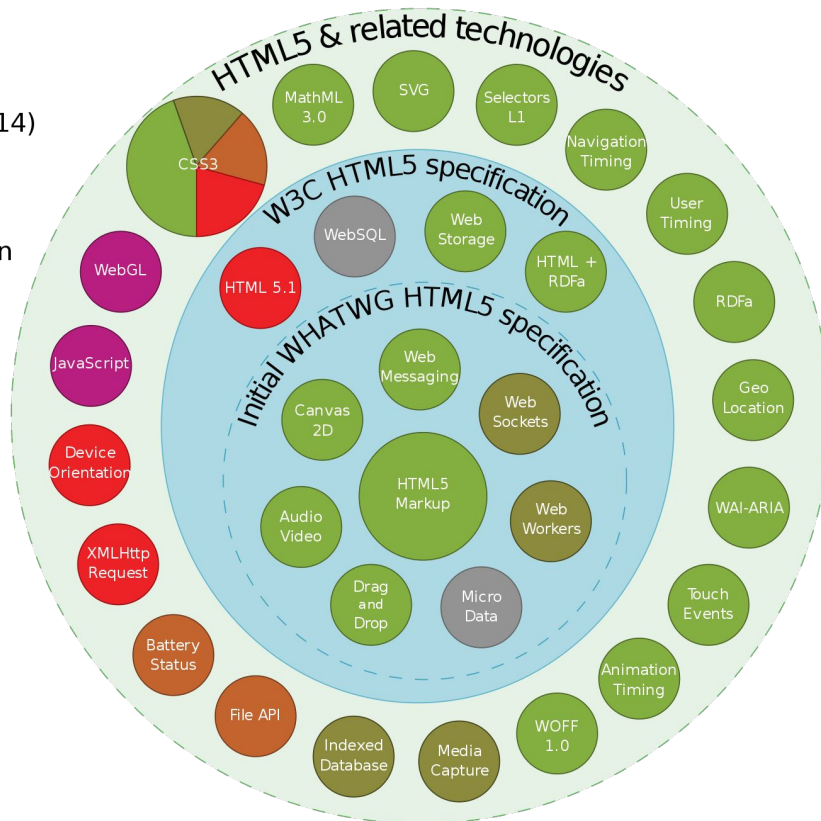 HTML5 & related technologies
14)
n
MathML
3.0
SVG
Selectors
L1
Navigation
Timing
User
Timing
RDFa
Geo
Location
WAI-ARIA
Touch
Events
Animation
Timing
WOFF
1.0
Media
Capture
Indexed
Database
File API
Battery
Status
XMLHttp
Request
Device
Orientation
JavaScript
WebGL
CSS3
W3C HTML5 specification
HTML 5.1
WebSQL
Web
Storage
HTML +
RDFa
Initial WHATWG HTML5 specification
Web
Messaging
Web
Sockets
Web
Workers
Micro
Data
Drag
and
Drop
Audio
Video
Canvas
2D
HTML5
Markup